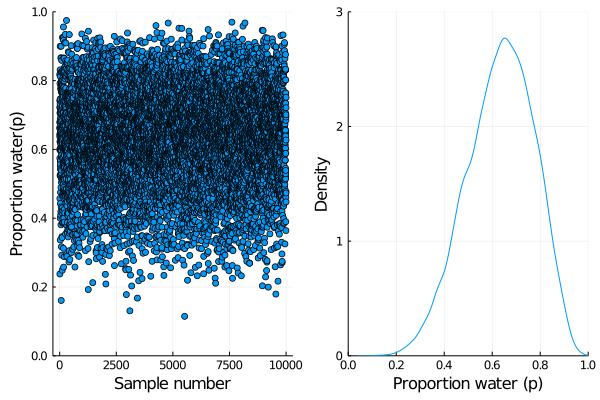 1.0
0.8
0.6
0.4
0.2
0.0
Proportion water(p)
0 2500 5000 7500 10000
Sample number
3
2
1
0
Density
0.0 0.2 0.4 0.6 0.8 1.0
Proportion water (p)